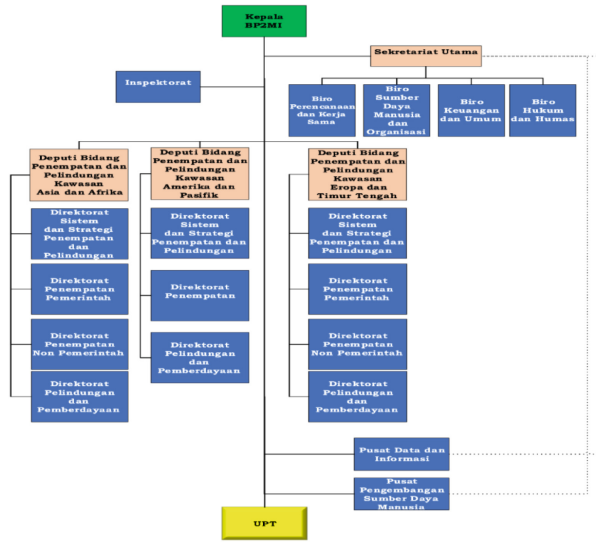 Kepala
BP2MI
Sekretariat Utama
Inspektorat
Biro
Perencanaan
dan Kerja
Sama
Biro
Sumber
Daya
Manusia
dan
Organisasi
Biro
Keuangan
dan Umum
Biro
Hukum
dan Humas
Deputi Bidang
Penempatan dan
Pelindungan
Kawasan
Asia dan Afrika
Deputi Bidang
Penempatan dan
Pelindungan
Kawasan
Amerika dan
Pasifik
Deputi Bidang
Penempatan dan
Pelindungan
Kawasan
Eropa dan
Timur Tengah
Direktorat
Sistem
dan Strategi
Penempatan
dan
Pelindungan
Direktorat
Sistem
dan Strategi
Penempatan dan
Pelindungan
Direktorat
Sistem
dan Strategi
Penempatan dan
Pelindungan
Direktorat
Penempatan
Pemerintah
Direktorat
Penempatan
Direktorat
Penempatan
Pemerintah
Direktorat
Penempatan
Non Pemerintah
Direktorat
Pelindungan
dan
Pemberdayaan
Direktorat
Penempatan
Non Pemerintah
Direktorat
Pelindungan
dan
Pemberdayaan
Direktorat
Pelindungan
dan
Pemberdayaan
Pusat Data dan
Informasi
Pusat
Pengembangan
Sumber Daya
Manusia
UPT